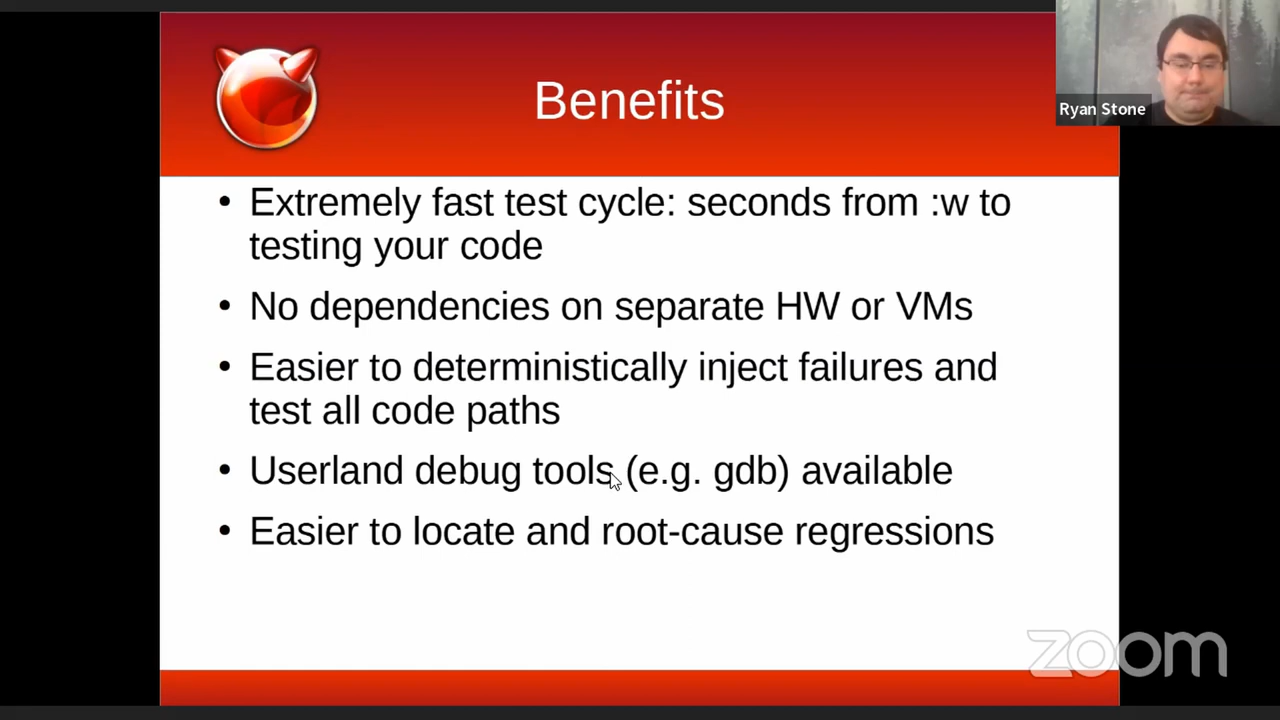 Benefits
Ryan Stone
• Extremely fast test cycle: seconds from :w to
testing your code
• No dependencies on separate HW or VMs
• Easier to deterministically inject failures and
test all code paths
• Userland debug tools (e.g. gdb) available
• Easier to locate and root-cause regressions
zoom